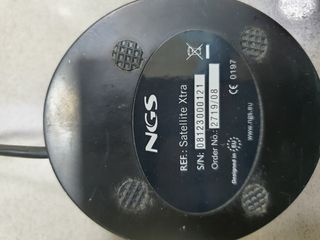 NGS
REF.: Satellite Xtra
S/N: 08123000121
Order No.: 2719/08
CE 0197
www.ngs.eu
Designed in EU